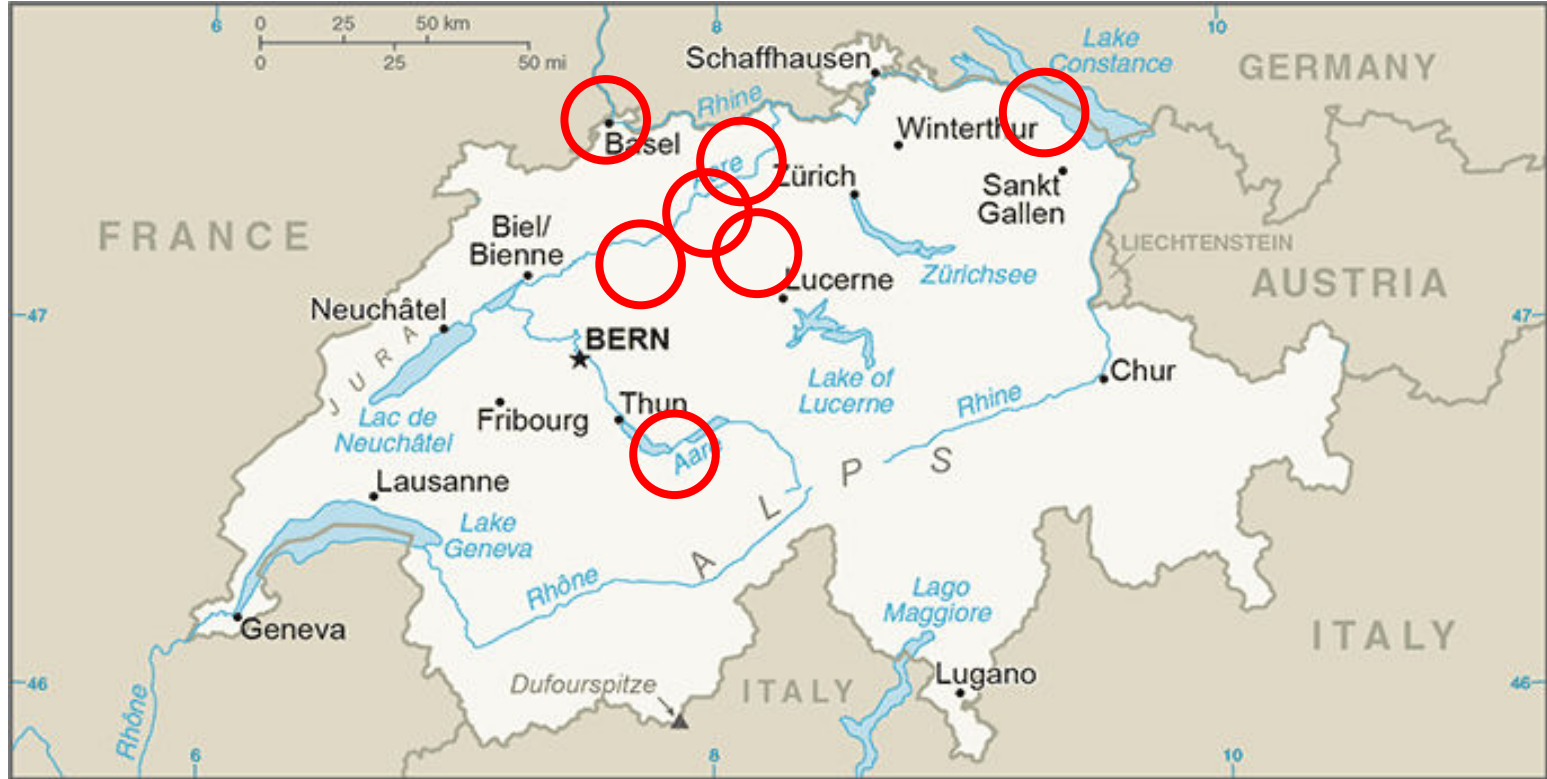 6
8
10
0 25 50 km
0 25 50 mi
Schaffhausen
Lake
Constance
GERMANY
Rhine
Basel
Winterthur
Aare
Zürich
Sankt
Gallen
FRANCE
Biel/
Bienne
LIECHTENSTEIN
Zürichsee
AUSTRIA
Lucerne
Neuchâtel
47
47
JURA
BERN
Lake of
Lucerne
Chur
Rhine
Lac de
Neuchâtel
Fribourg
Thun
Aare
ALPS
Lausanne
Lake
Geneva
Rhône
Lago
Maggiore
Geneva
ITALY
Dufourspitze
ITALY
Lugano
46
46
Rhône
6
8
10